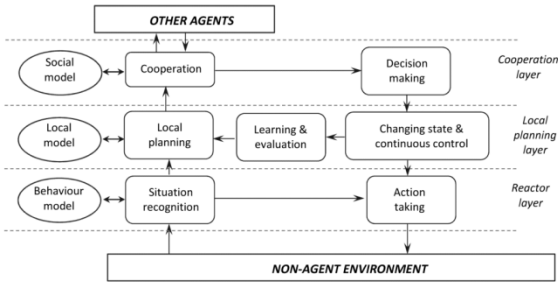 OTHER AGENTS
Social
model
Cooperation
Decision
making
Cooperation
layer
Local
model
Local
planning
Learning &
evaluation
Changing state &
continuous control
Local
planning
layer
Behaviour
model
Situation
recognition
Action
taking
Reactor
layer
NON-AGENT ENVIRONMENT